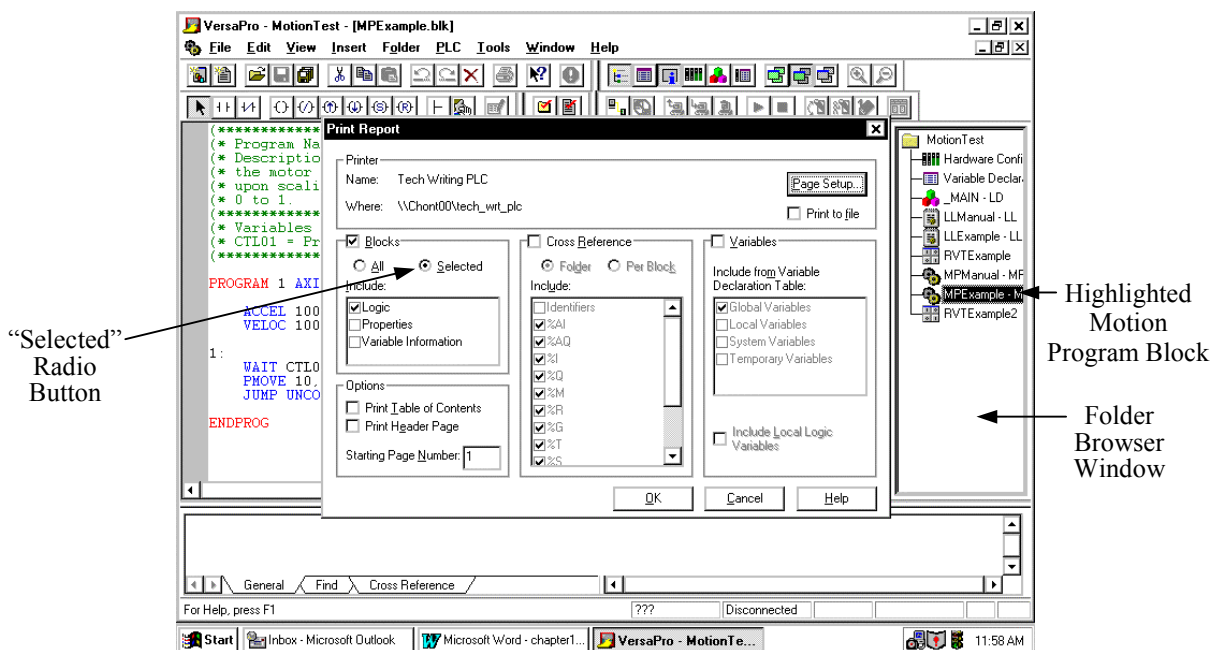 VersaPro - MotionTest - [MPExample.blk]
File Edit View Insert Folder PLC Tools Window Help
(************
(* Program Na
(* Descriptio
(* the motor
(* upon scali
(* 0 to 1.
(************
(* Variables
(* CTL01 = Pr
(************
PROGRAM 1 AXI
ACCEL 100
VELOC 100
1:
WAIT CTL0
PMOVE 10,
JUMP UNCO
ENDPROG
Print Report
Printer
Name: Tech Writing PLC
Where: \\Chont00\tech_wrt_plc
Page Setup...
Print to file
Blocks
All Selected
Include:
Logic
Properties
Variable Information
Options
Print Table of Contents
Print Header Page
Starting Page Number: 1
Cross Reference
Folder Per Block
Include:
Identifiers
%AI
%AQ
%I
%Q
%M
%R
%G
%T
%S
Variables
Include from Variable
Declaration Table:
Global Variables
Local Variables
System Variables
Temporary Variables
Include Local Logic
Variables
OK Cancel Help
MotionTest
Hardware Confi
Variable Declar
_MAIN - LD
LLManual - LL
LLExample - LL
RVTExample
MPManual - MP
MPExample - M
RVTExample2
“Selected”
Radio
Button
Highlighted
Motion
Program Block
Folder
Browser
Window
General Find Cross Reference
For Help, press F1
??? Disconnected
Start Inbox - Microsoft Outlook Microsoft Word - chapter1... VersaPro - MotionTe... 11:58 AM